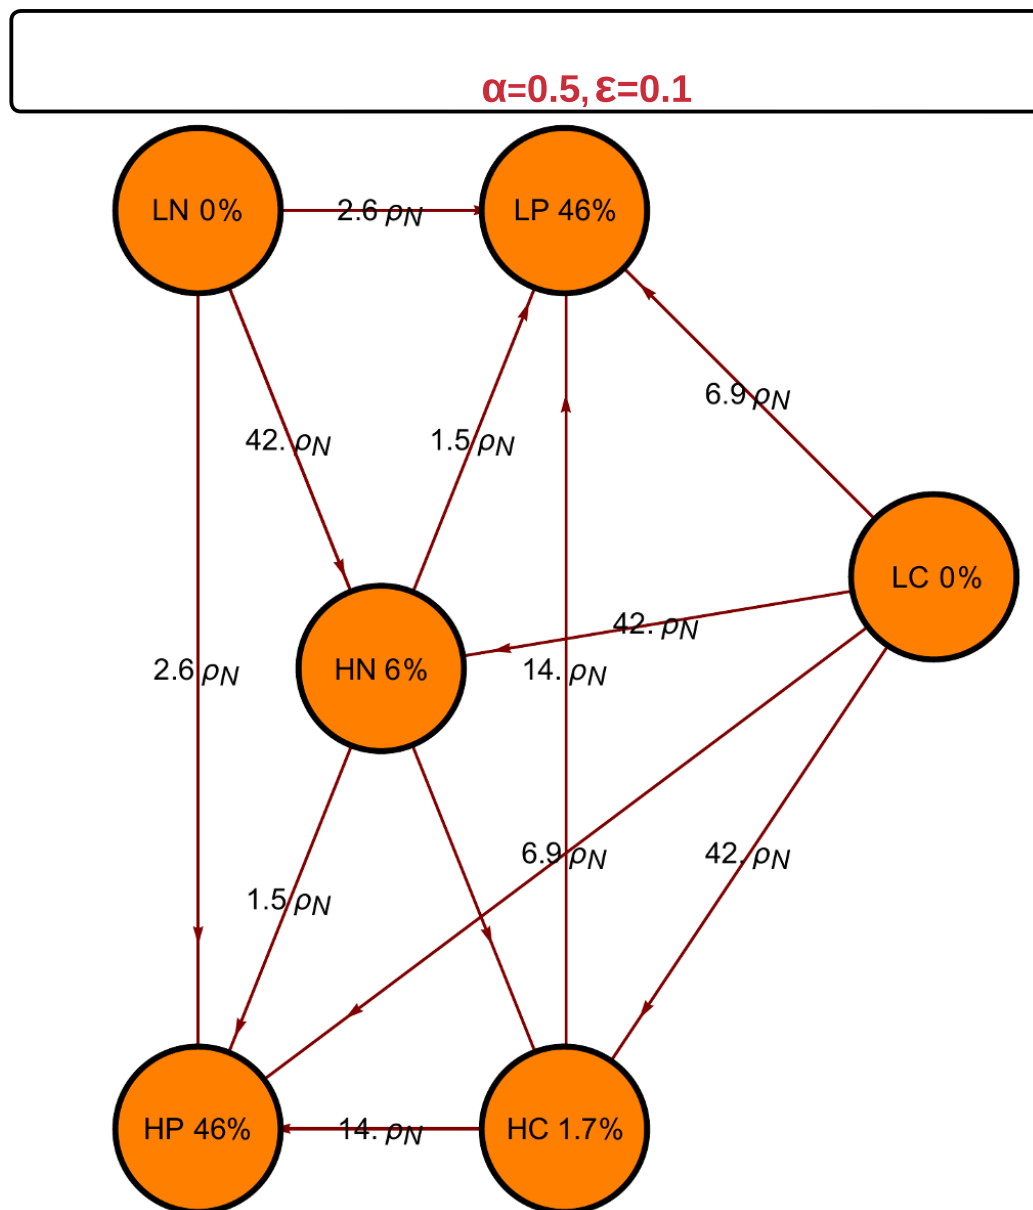 α=0.5, ε=0.1
LN 0%
2.6 ρN
LP 46%
6.9 ρN
42. ρN
1.5 ρN
LC 0%
42. ρN
HN 6%
2.6 ρN
14. ρN
6.9 ρN
42. ρN
1.5 ρN
HP 46%
14. ρN
HC 1.7%